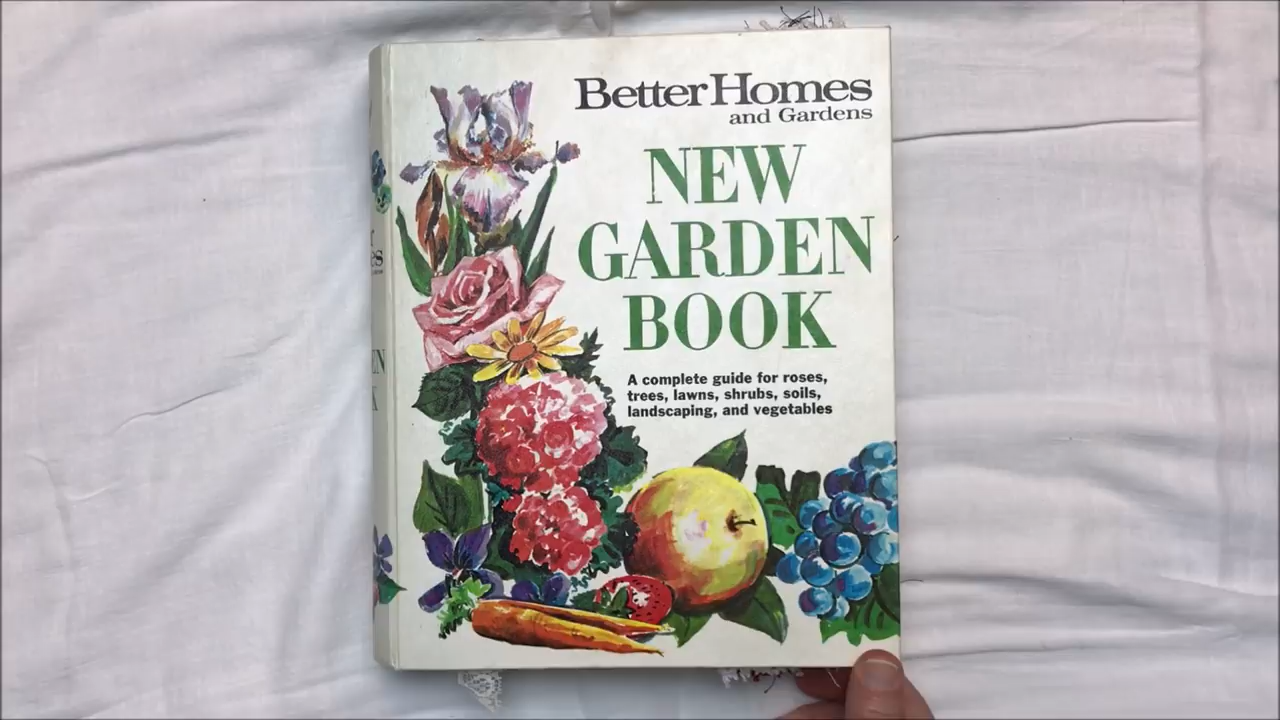 Better Homes
and Gardens
NEW
GARDEN
BOOK
A complete guide for roses,
trees, lawns, shrubs, soils,
landscaping, and vegetables